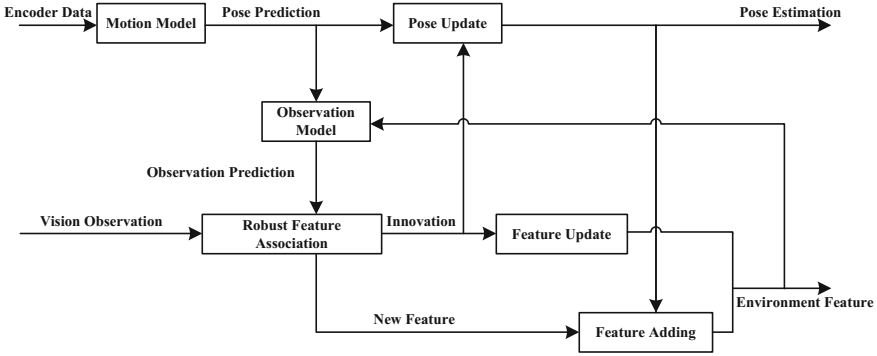 Encoder Data
Motion Model
Pose Prediction
Pose Update
Pose Estimation
Observation
Model
Observation Prediction
Vision Observation
Robust Feature
Association
Innovation
Feature Update
Environment Feature
New Feature
Feature Adding